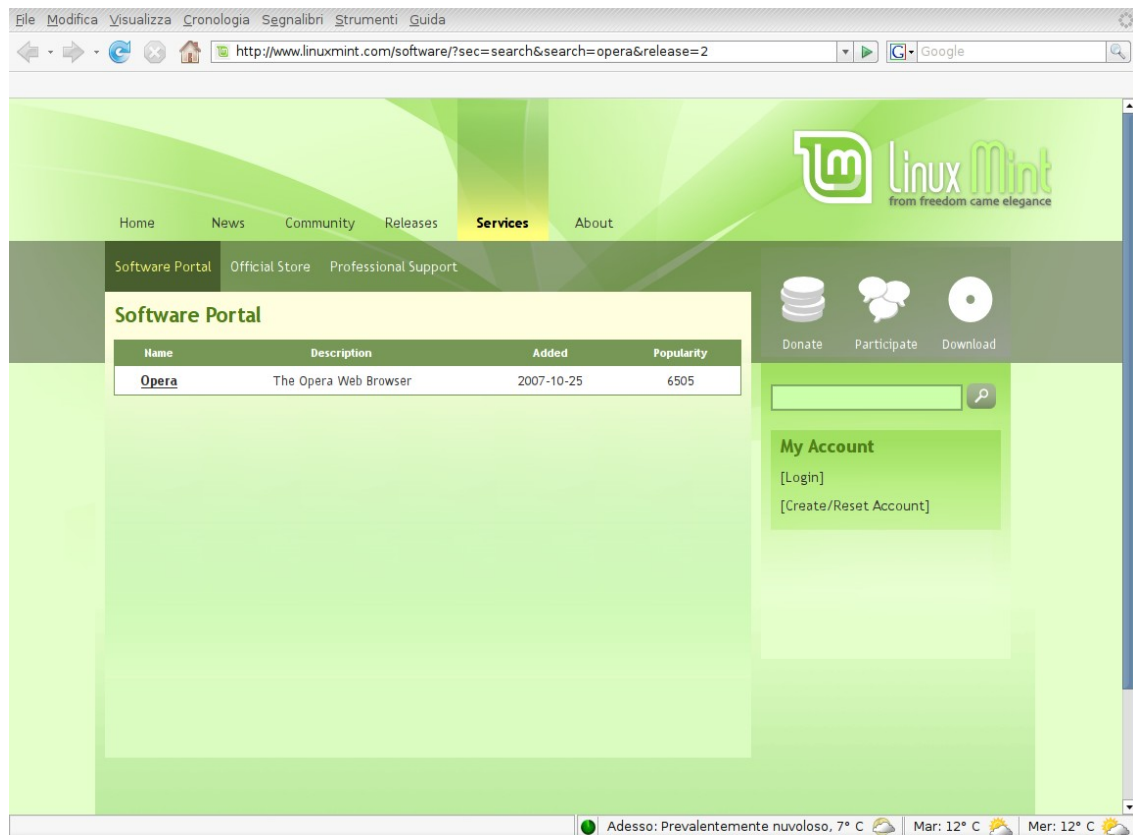 File Modifica Visualizza Cronologia Segnalibri Strumenti Guida
http://www.linuxmint.com/software/?sec=search&search=opera&release=2
G Google
lm Linux Mint
from freedom came elegance
Home News Community Releases Services About
Software Portal Official Store Professional Support
Software Portal
Name Description Added Popularity
Opera The Opera Web Browser 2007-10-25 6505
Donate Participate Download
My Account
[Login]
[Create/Reset Account]
Adesso: Prevalentemente nuvoloso, 7° C Mar: 12° C Mer: 12° C